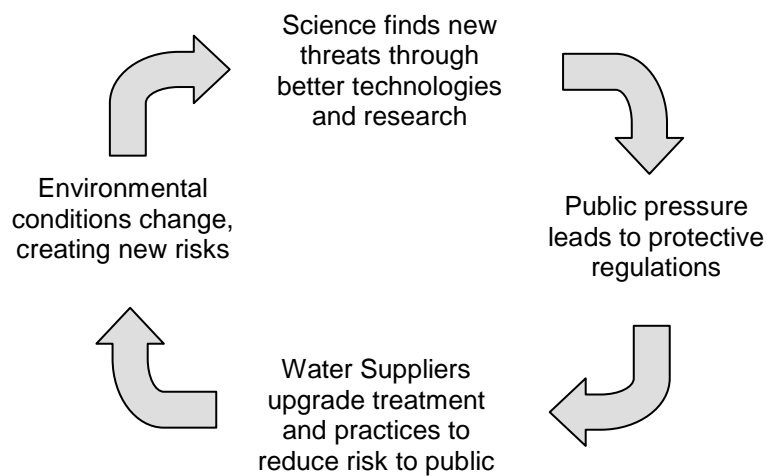 Science finds new
threats through
better technologies
and research
Public pressure
leads to protective
regulations
Water Suppliers
upgrade treatment
and practices to
reduce risk to public
Environmental
conditions change,
creating new risks